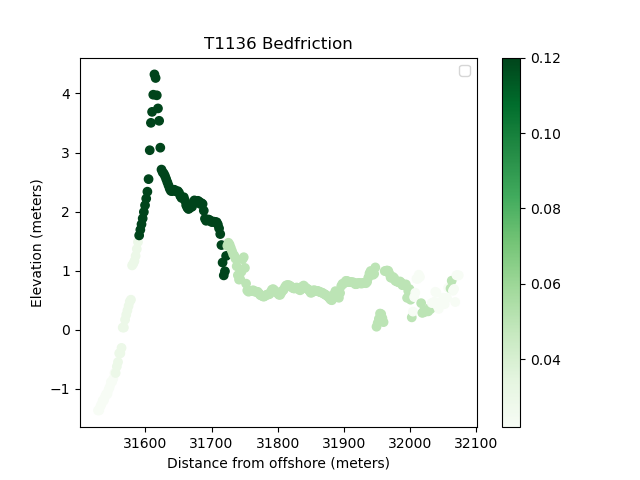 T1136 Bedfriction
Elevation (meters)
4
3
2
1
0
−1
31600 31700 31800 31900 32000 32100
Distance from offshore (meters)
0.12
0.10
0.08
0.06
0.04